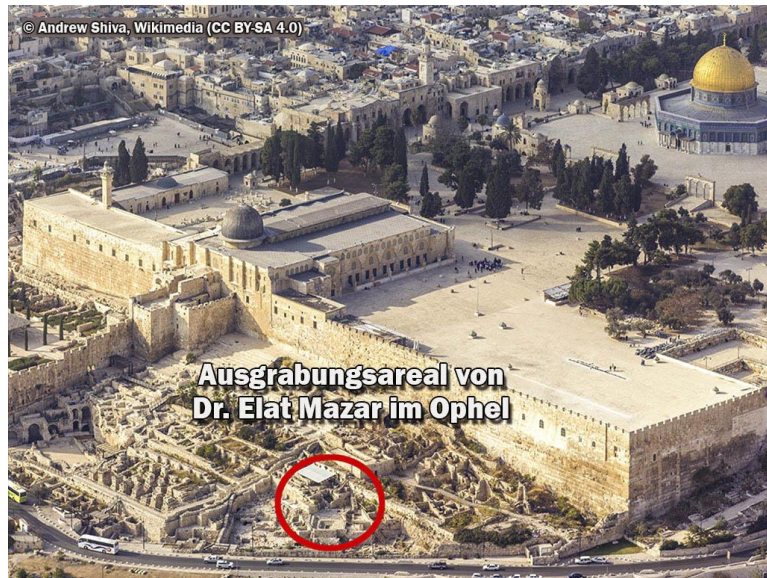 © Andrew Shiva, Wikimedia (CC BY-SA 4.0)
Ausgrabungsareal von
Dr. Elat Mazar im Ophel